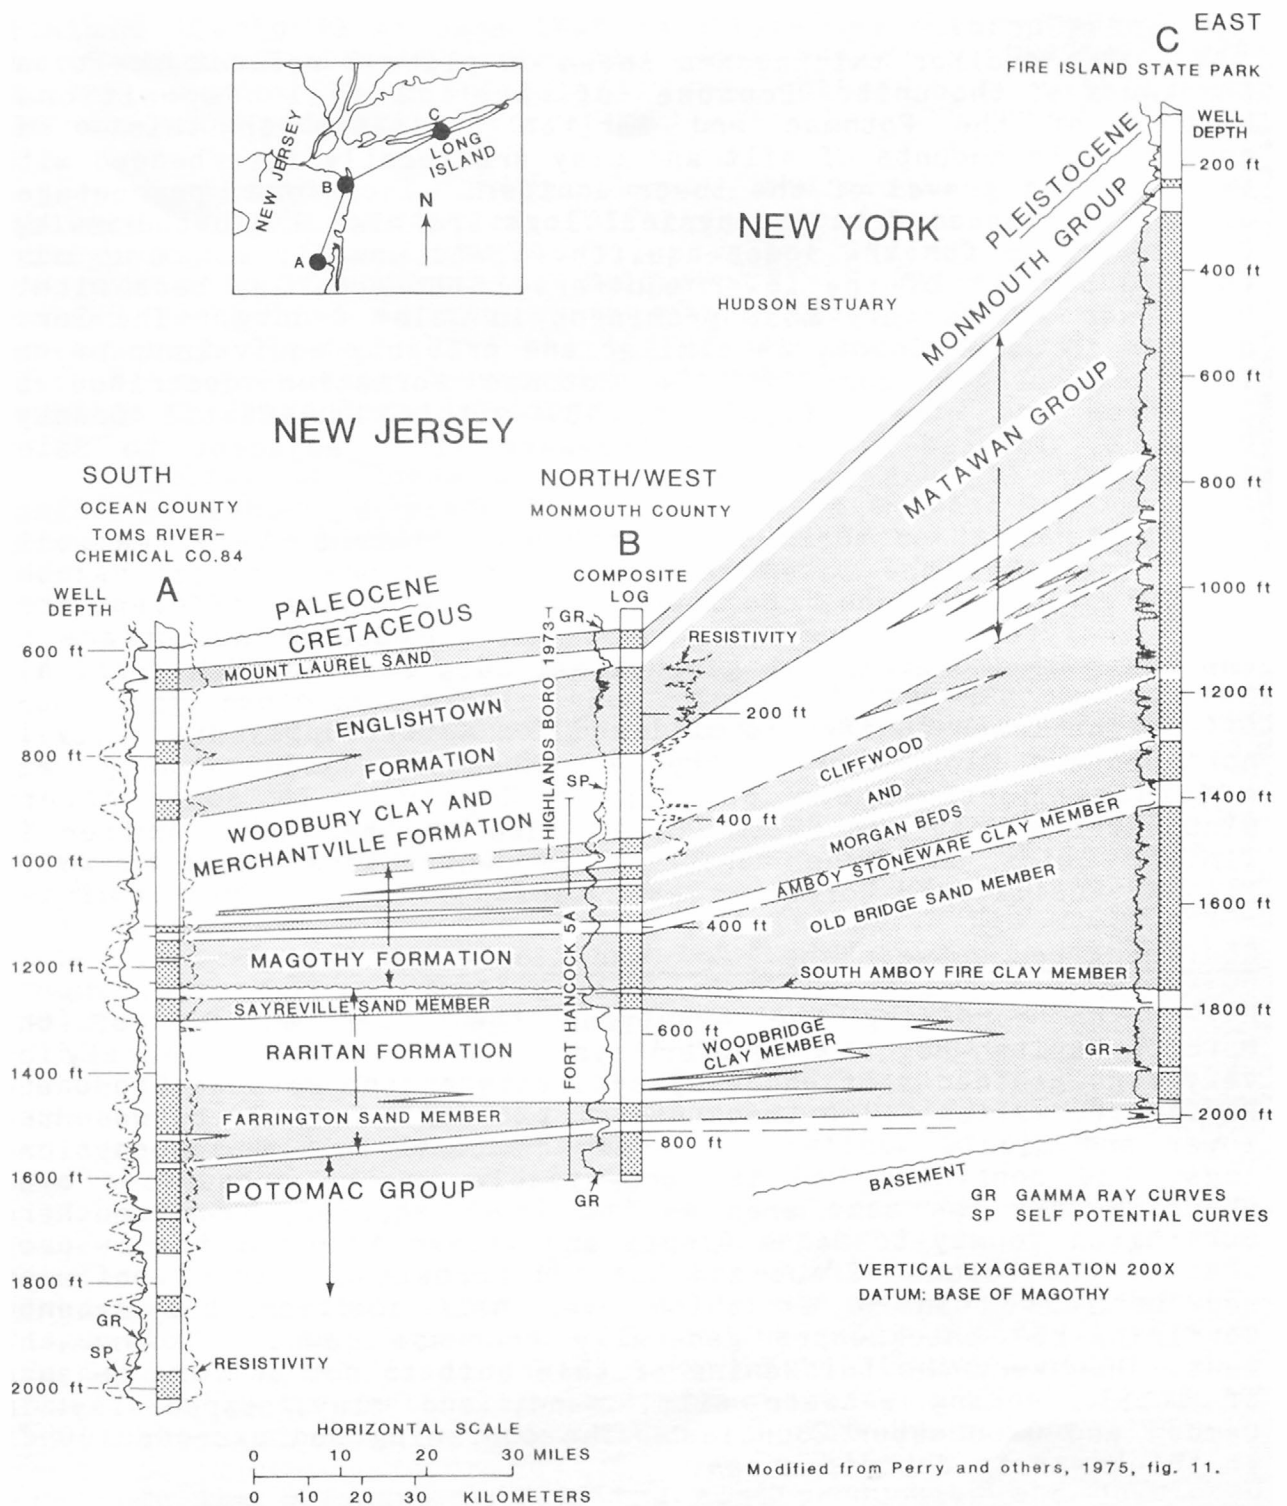 C EAST
FIRE ISLAND STATE PARK
WELL
DEPTH
200 ft
400 ft
600 ft
800 ft
1000 ft
1200 ft
1400 ft
1600 ft
1800 ft
2000 ft
NEW JERSEY
LONG
ISLAND
A
B
C
N
NEW YORK
HUDSON ESTUARY
PLEISTOCENE
MONMOUTH GROUP
MATAWAN GROUP
NEW JERSEY
SOUTH
OCEAN COUNTY
TOMS RIVER–
CHEMICAL CO.84
A
WELL
DEPTH
600 ft
800 ft
1000 ft
1200 ft
1400 ft
1600 ft
1800 ft
2000 ft
GR
SP
RESISTIVITY
NORTH/WEST
MONMOUTH COUNTY
B
COMPOSITE
LOG
GR
RESISTIVITY
HIGHLANDS BORO 1973
SP
FORT HANCOCK 5A
GR
200 ft
400 ft
400 ft
600 ft
800 ft
PALEOCENE
CRETACEOUS
MOUNT LAUREL SAND
ENGLISHTOWN
FORMATION
WOODBURY CLAY AND
MERCHANTVILLE FORMATION
MAGOTHY FORMATION
SAYREVILLE SAND MEMBER
RARITAN FORMATION
FARRINGTON SAND MEMBER
POTOMAC GROUP
CLIFFWOOD
AND
MORGAN BEDS
AMBOY STONEWARE CLAY MEMBER
OLD BRIDGE SAND MEMBER
SOUTH AMBOY FIRE CLAY MEMBER
WOODBRIDGE
CLAY MEMBER
GR
BASEMENT
GR GAMMA RAY CURVES
SP SELF POTENTIAL CURVES
VERTICAL EXAGGERATION 200X
DATUM: BASE OF MAGOTHY
HORIZONTAL SCALE
0 10 20 30 MILES
0 10 20 30 KILOMETERS
Modified from Perry and others, 1975, fig. 11.